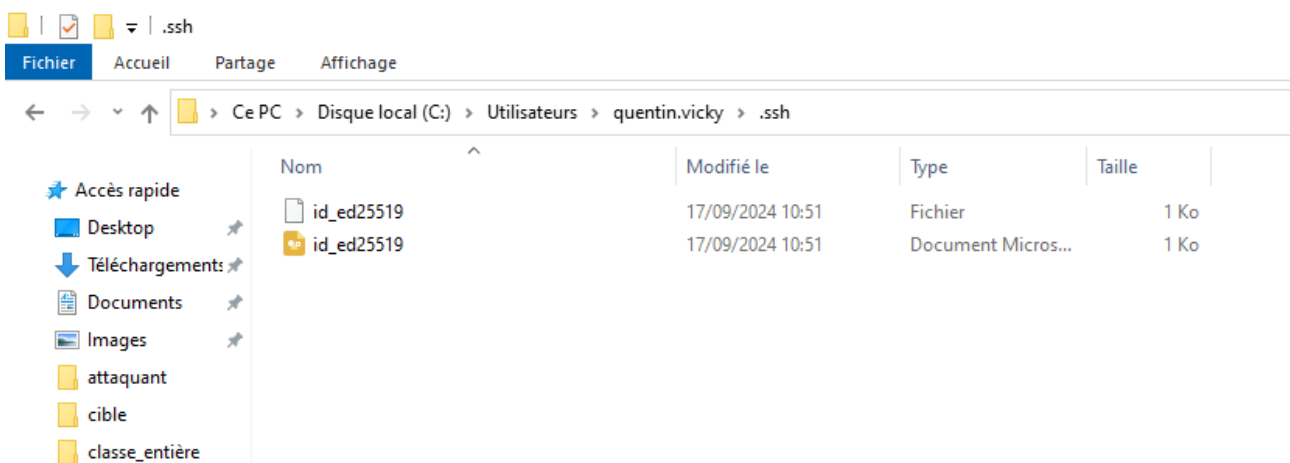 .ssh
Fichier Accueil Partage Affichage
Ce PC > Disque local (C:) > Utilisateurs > quentin.vicky > .ssh
Nom Modifié le Type Taille
Accès rapide
id_ed25519 17/09/2024 10:51 Fichier 1 Ko
Desktop
id_ed25519 17/09/2024 10:51 Document Micros... 1 Ko
Téléchargements
Documents
Images
attaquant
cible
classe_entière